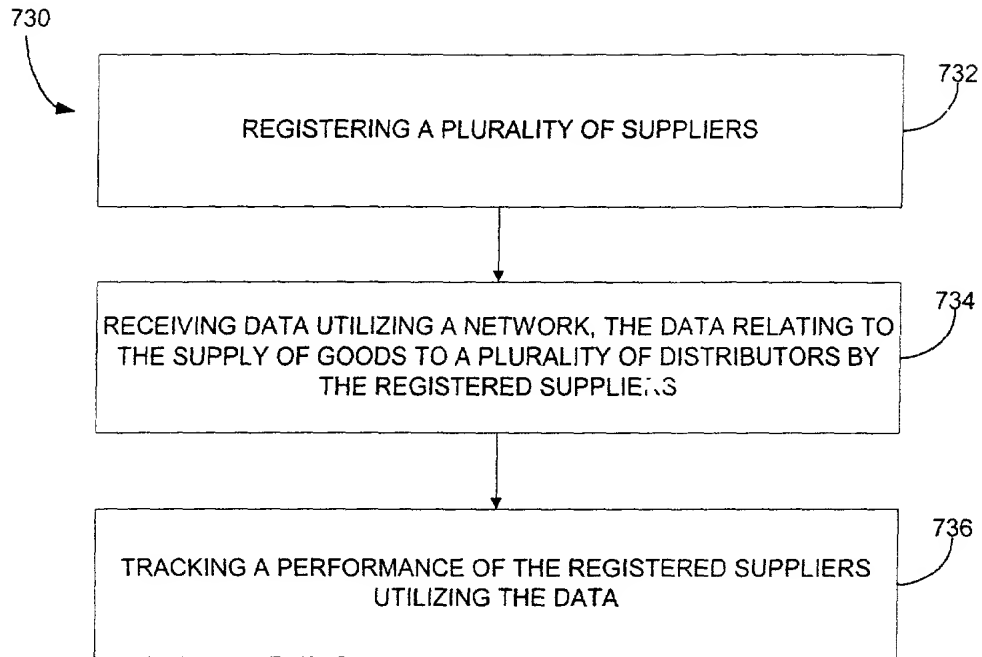 730
732
REGISTERING A PLURALITY OF SUPPLIERS
734
RECEIVING DATA UTILIZING A NETWORK, THE DATA RELATING TO
THE SUPPLY OF GOODS TO A PLURALITY OF DISTRIBUTORS BY
THE REGISTERED SUPPLIERS
736
TRACKING A PERFORMANCE OF THE REGISTERED SUPPLIERS
UTILIZING THE DATA